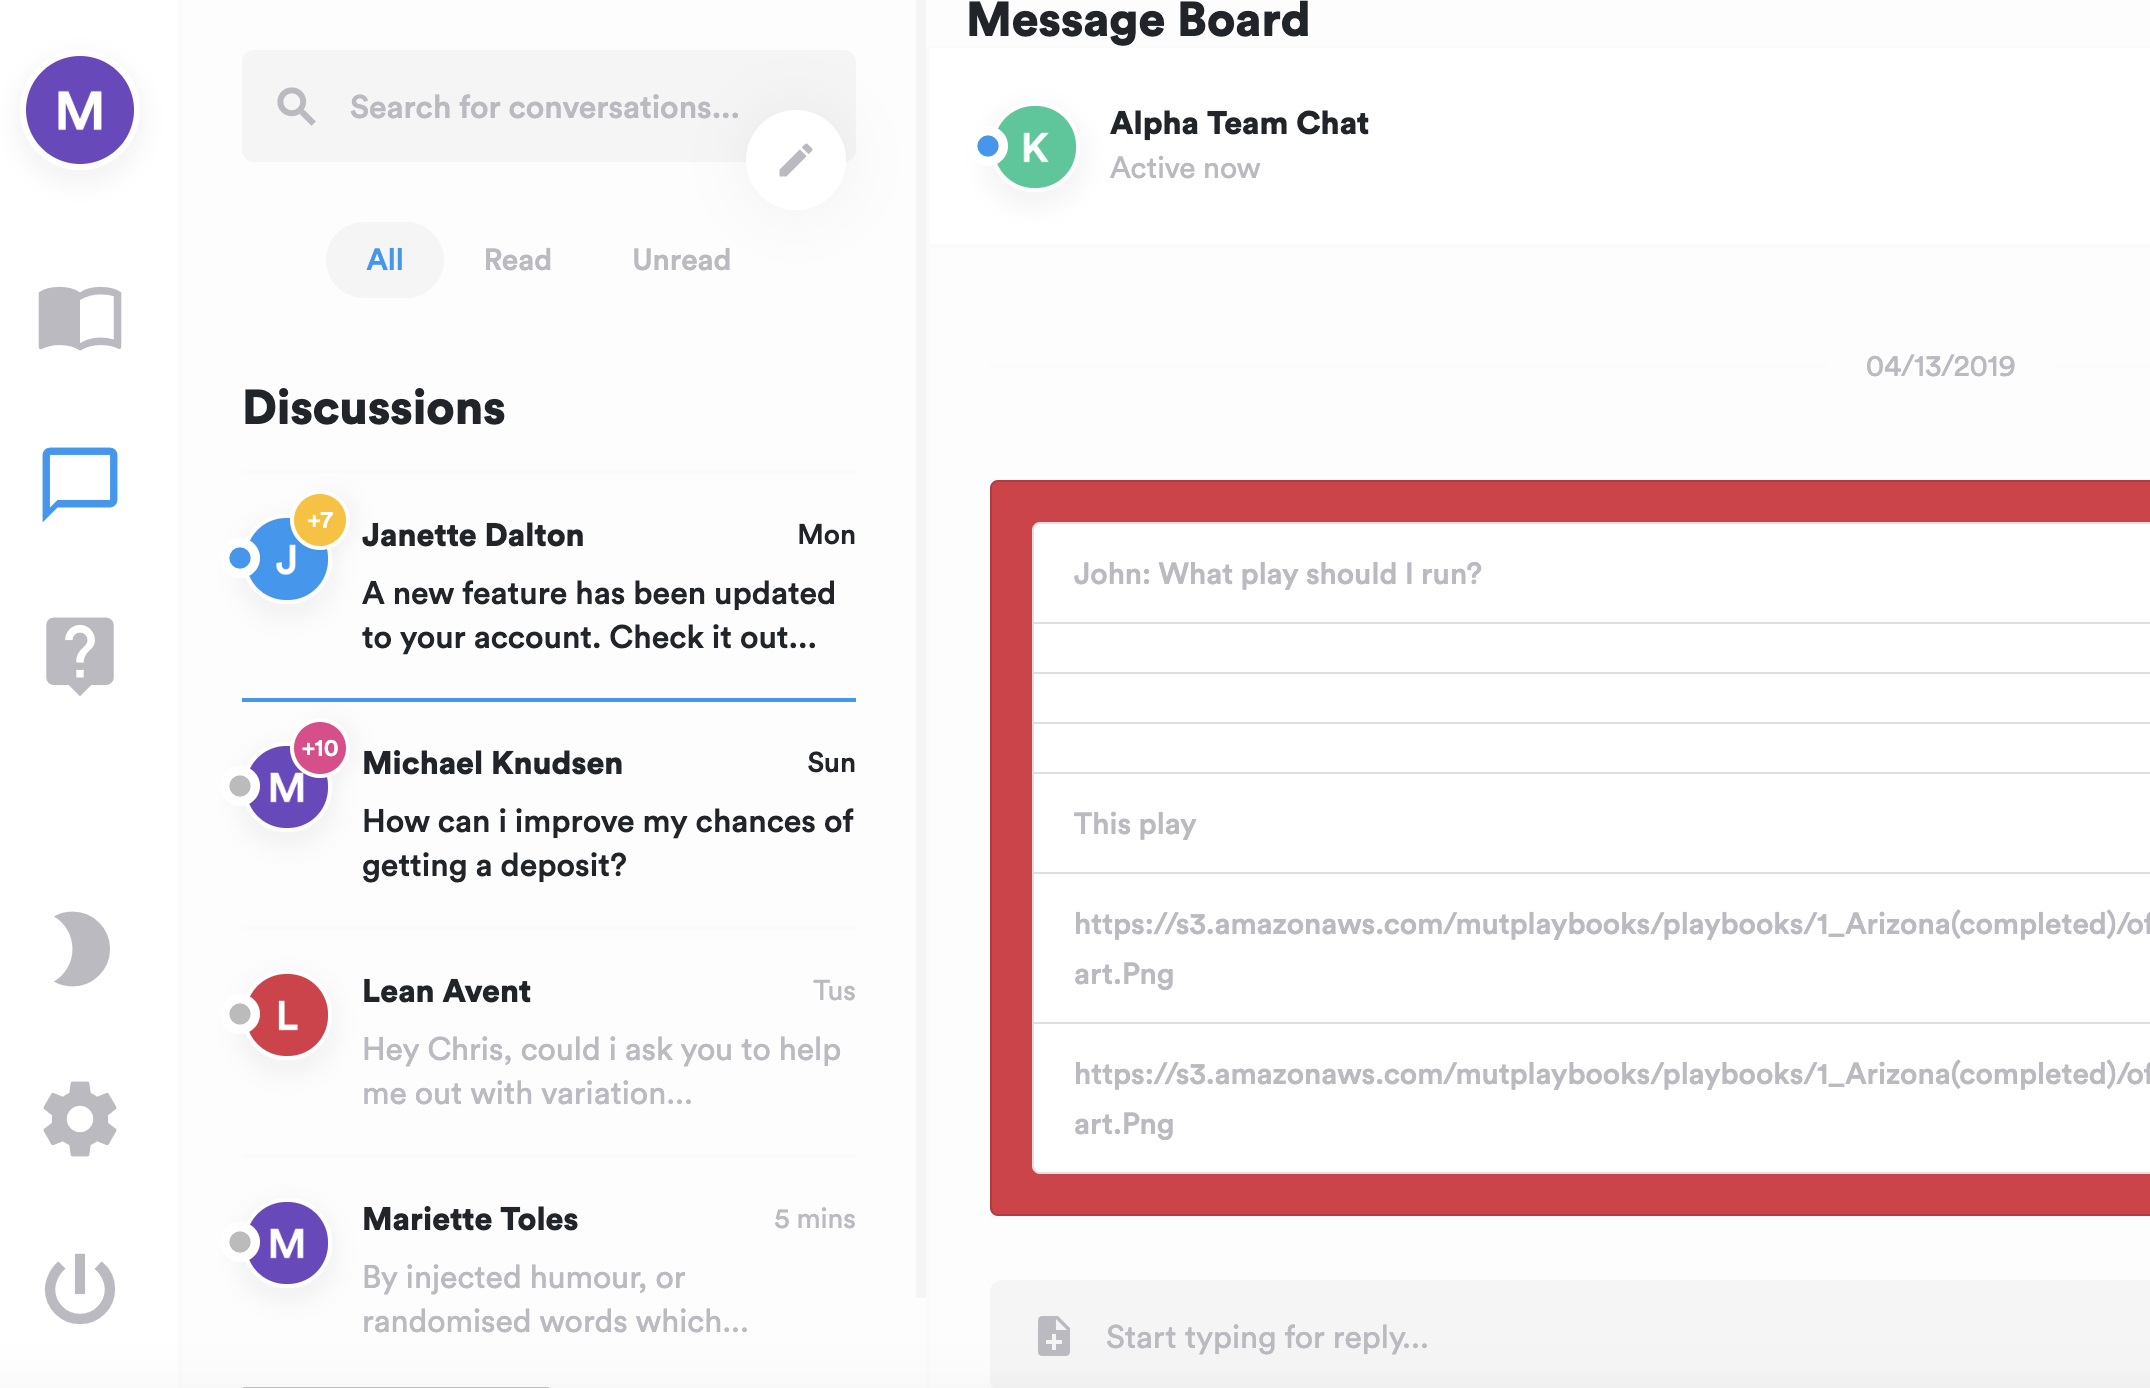 M
Search for conversations...
All
Read
Unread
Discussions
+7
J
Janette Dalton
Mon
A new feature has been updated
to your account. Check it out...
+10
M
Michael Knudsen
Sun
How can i improve my chances of
getting a deposit?
L
Lean Avent
Tus
Hey Chris, could i ask you to help
me out with variation...
M
Mariette Toles
5 mins
By injected humour, or
randomised words which...
Message Board
K
Alpha Team Chat
Active now
04/13/2019
John: What play should I run?
This play
https://s3.amazonaws.com/mutplaybooks/playbooks/1_Arizona(completed)/of
art.Png
https://s3.amazonaws.com/mutplaybooks/playbooks/1_Arizona(completed)/of
art.Png
Start typing for reply...